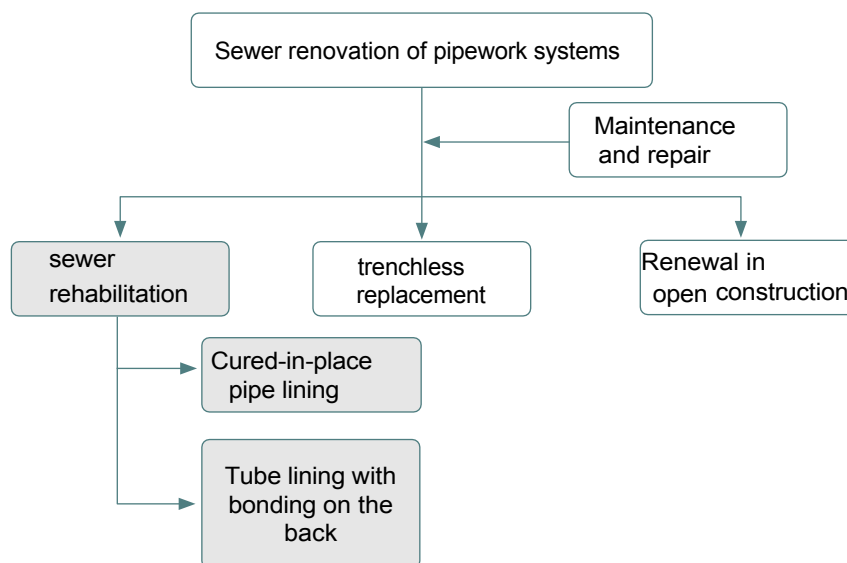 Sewer renovation of pipework systems
Maintenance
and repair
sewer
rehabilitation
trenchless
replacement
Renewal in
open construction
Cured-in-place
pipe lining
Tube lining with
bonding on the
back